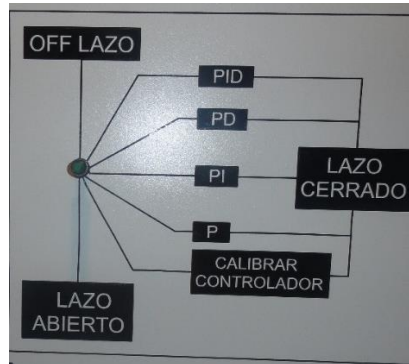 OFF LAZO
PID
PD
PI
LAZO
CERRADO
P
CALIBRAR
CONTROLADOR
LAZO
ABIERTO